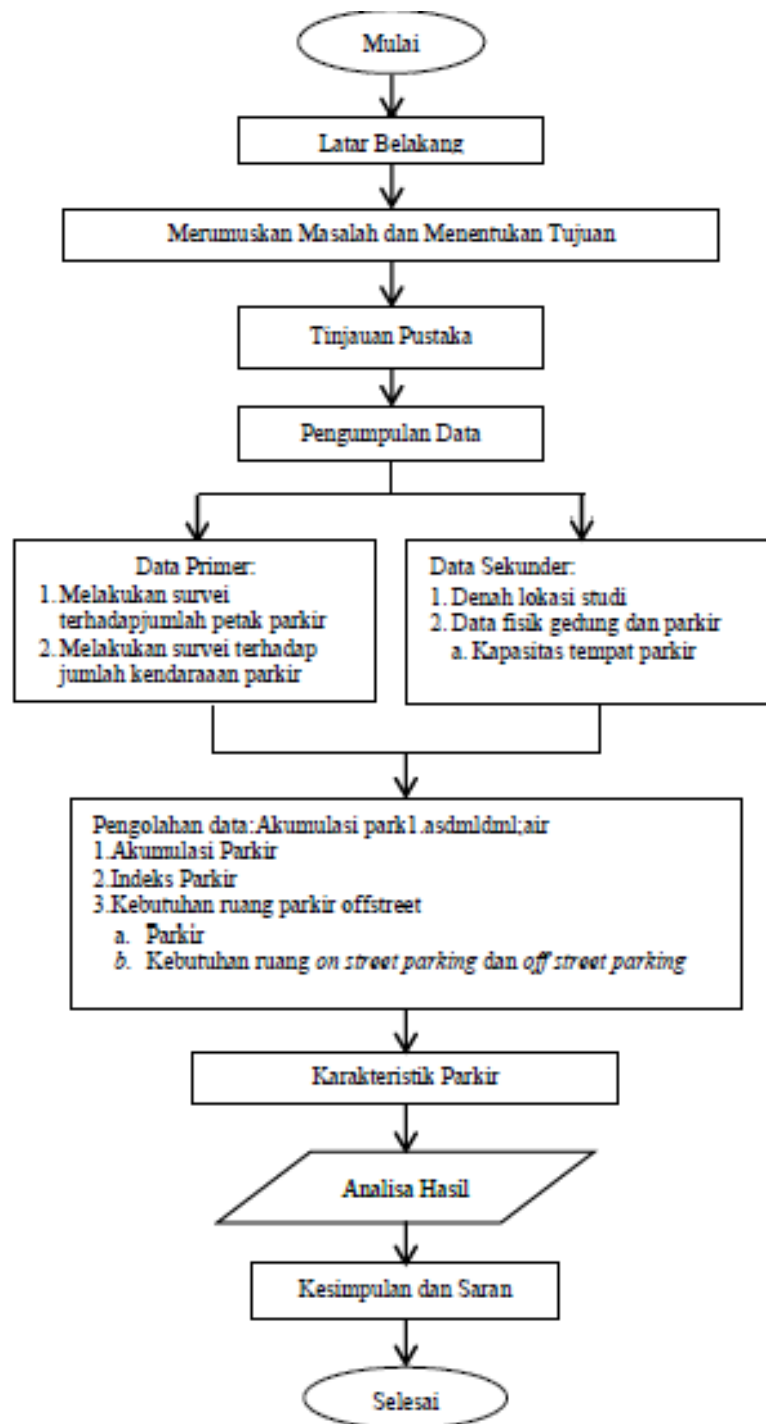 Mulai
Latar Belakang
Merumuskan Masalah dan Menentukan Tujuan
Tinjauan Pustaka
Pengumpulan Data
Data Primer:
1. Melakukan survei
terhadapjumlah petak parkir
2. Melakukan survei terhadap
jumlah kendaraaan parkir
Data Sekunder:
1. Denah lokasi studi
2. Data fisik gedung dan parkir
a. Kapasitas tempat parkir
Pengolahan data:Akumulasi park1.asdmldml;air
1.Akumulasi Parkir
2.Indeks Parkir
3.Kebutuhan ruang parkir offstreet
a. Parkir
b. Kebutuhan ruang on street parking dan off street parking
Karakteristik Parkir
Analisa Hasil
Kesimpulan dan Saran
Selesai